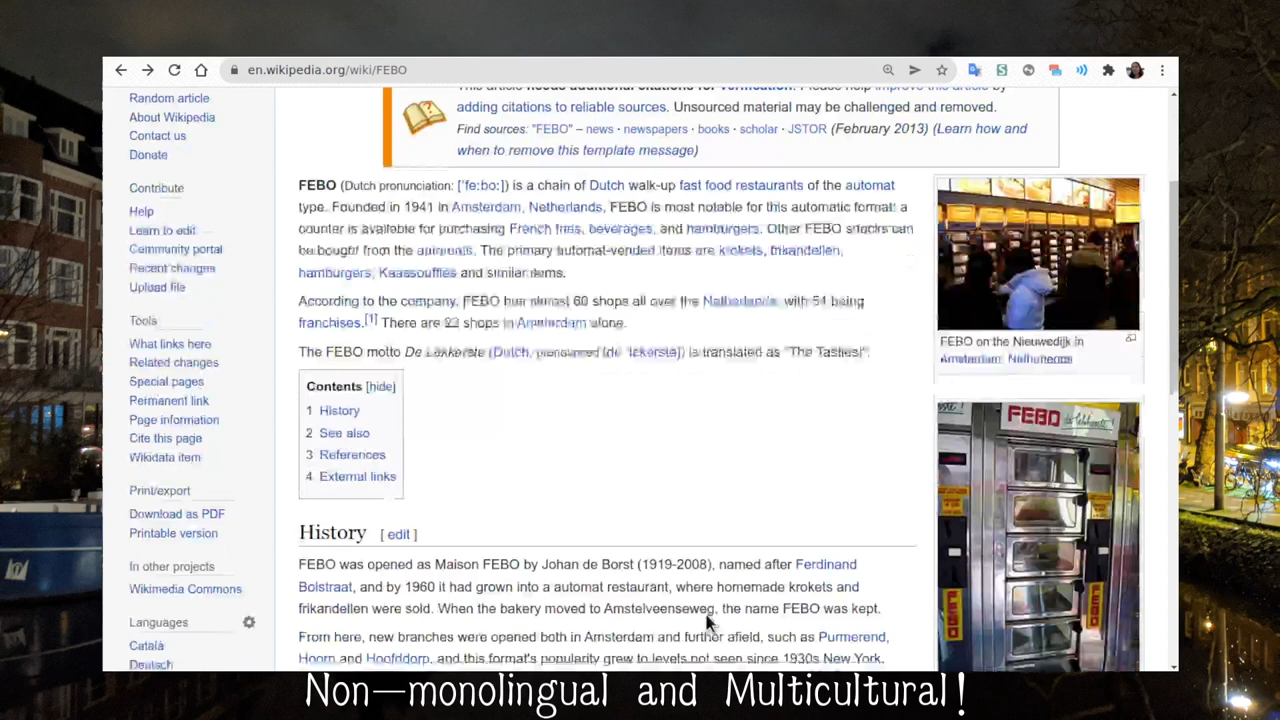 en.wikipedia.org/wiki/FEBO
Random article
About Wikipedia
Contact us
Donate
Contribute
Help
Learn to edit
Community portal
Recent changes
Upload file
Tools
What links here
Related changes
Special pages
Permanent link
Page information
Cite this page
Wikidata item
Print/export
Download as PDF
Printable version
In other projects
Wikimedia Commons
Languages
Català
Deutsch
This article needs additional citations for verification. Please help improve this article by
adding citations to reliable sources. Unsourced material may be challenged and removed.
Find sources: "FEBO" – news · newspapers · books · scholar · JSTOR (February 2013) (Learn how and
when to remove this template message)
FEBO (Dutch pronunciation: [ˈfeːboː]) is a chain of Dutch walk-up fast food restaurants of the automat
type. Founded in 1941 in Amsterdam, Netherlands, FEBO is most notable for this automatic format: a
counter is available for purchasing French fries, beverages, and hamburgers. Other FEBO snacks can
be bought from the automats. The primary automat-vended items are krokets, frikandellen,
hamburgers, Kaassouffles and similar items.
According to the company, FEBO has almost 60 shops all over the Netherlands, with 54 being
franchises.[1] There are 22 shops in Amsterdam alone.
The FEBO motto De Lekkerste (Dutch, pronounced is translated as "The Tastiest".
Contents [hide]
1 History
2 See also
3 References
4 External links
History [ edit ]
FEBO was opened as Maison FEBO by Johan de Borst (1919-2008), named after Ferdinand
Bolstraat, and by 1960 it had grown into a automat restaurant, where homemade krokets and
frikandellen were sold. When the bakery moved to Amstelveenseweg, the name FEBO was kept.
From here, new branches were opened both in Amsterdam and further afield, such as Purmerend,
Hoorn and Hoofddorp, and this format's popularity grew to levels not seen since 1930s New York.
FEBO on the Nieuwedijk in
Amsterdam, Netherlands
FEBO
FEBO
FEBO
Non-monolingual and Multicultural!